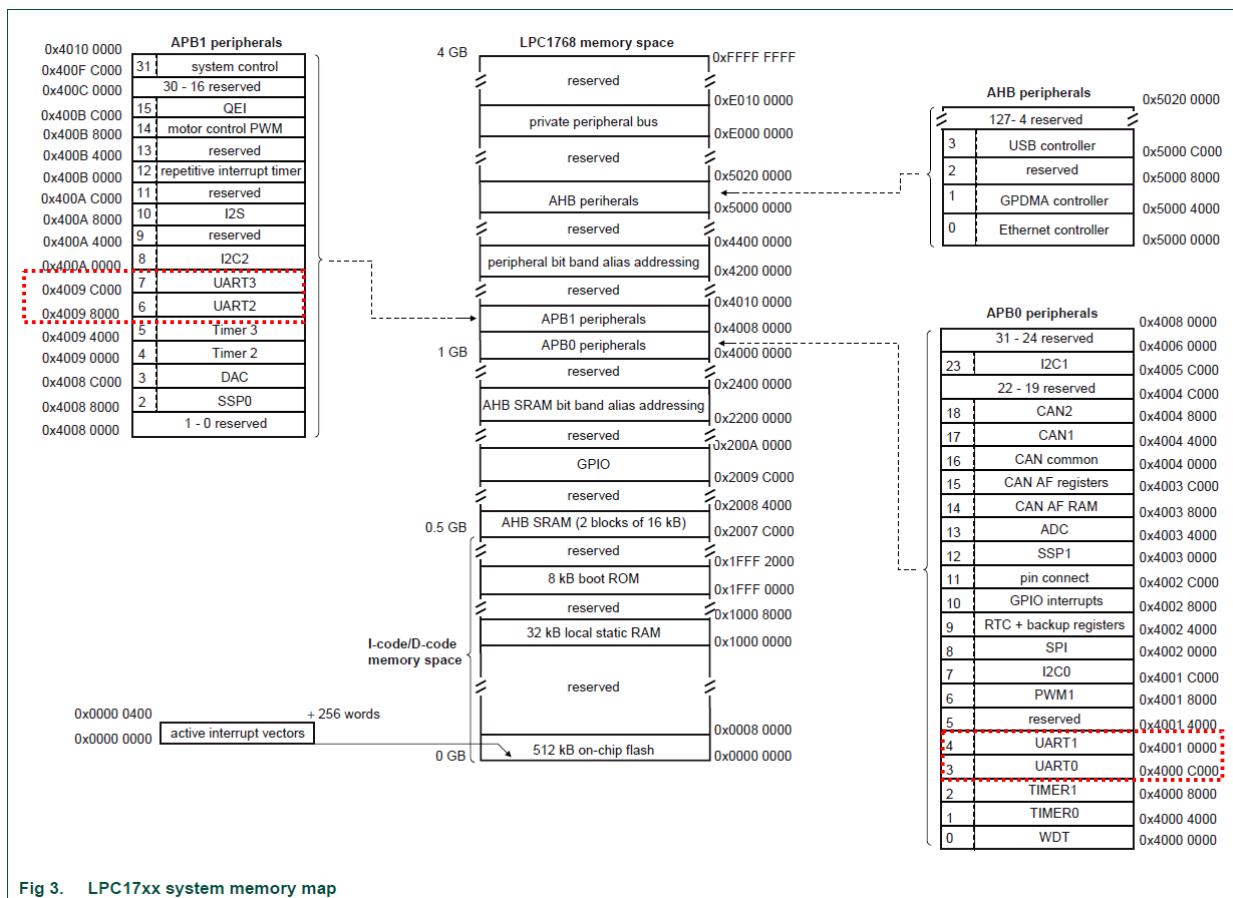 APB1 peripherals
0x4010 0000
31 system control
0x400F C000
30 - 16 reserved
0x400C 0000
15 QEI
0x400B C000
14 motor control PWM
0x400B 8000
13 reserved
0x400B 4000
12 repetitive interrupt timer
0x400B 0000
11 reserved
0x400A C000
10 I2S
0x400A 8000
9 reserved
0x400A 4000
8 I2C2
0x400A 0000
7 UART3
0x4009 C000
6 UART2
0x4009 8000
5 Timer 3
0x4009 4000
4 Timer 2
0x4009 0000
3 DAC
0x4008 C000
2 SSP0
0x4008 8000
1 - 0 reserved
0x4008 0000
LPC1768 memory space
4 GB
0xFFFF FFFF
reserved
0xE010 0000
private peripheral bus
0xE000 0000
reserved
0x5020 0000
AHB periherals
0x5000 0000
reserved
0x4400 0000
peripheral bit band alias addressing
0x4200 0000
reserved
0x4010 0000
APB1 peripherals
0x4008 0000
APB0 peripherals
1 GB
0x4000 0000
reserved
0x2400 0000
AHB SRAM bit band alias addressing
0x2200 0000
reserved
0x200A 0000
GPIO
0x2009 C000
reserved
0x2008 4000
AHB SRAM (2 blocks of 16 kB)
0.5 GB
0x2007 C000
reserved
0x1FFF 2000
8 kB boot ROM
0x1FFF 0000
reserved
0x1000 8000
32 kB local static RAM
0x1000 0000
I-code/D-code
memory space
reserved
0x0008 0000
512 kB on-chip flash
0 GB
0x0000 0000
0x0000 0400
+ 256 words
active interrupt vectors
0x0000 0000
AHB peripherals
0x5020 0000
127- 4 reserved
3 USB controller
0x5000 C000
2 reserved
0x5000 8000
1 GPDMA controller
0x5000 4000
0 Ethernet controller
0x5000 0000
APB0 peripherals
0x4008 0000
31 - 24 reserved
0x4006 0000
23 I2C1
0x4005 C000
22 - 19 reserved
0x4004 C000
18 CAN2
0x4004 8000
17 CAN1
0x4004 4000
16 CAN common
0x4004 0000
15 CAN AF registers
0x4003 C000
14 CAN AF RAM
0x4003 8000
13 ADC
0x4003 4000
12 SSP1
0x4003 0000
11 pin connect
0x4002 C000
10 GPIO interrupts
0x4002 8000
9 RTC + backup registers
0x4002 4000
8 SPI
0x4002 0000
7 I2C0
0x4001 C000
6 PWM1
0x4001 8000
5 reserved
0x4001 4000
4 UART1
0x4001 0000
3 UART0
0x4000 C000
2 TIMER1
0x4000 8000
1 TIMER0
0x4000 4000
0 WDT
0x4000 0000
Fig 3. LPC17xx system memory map